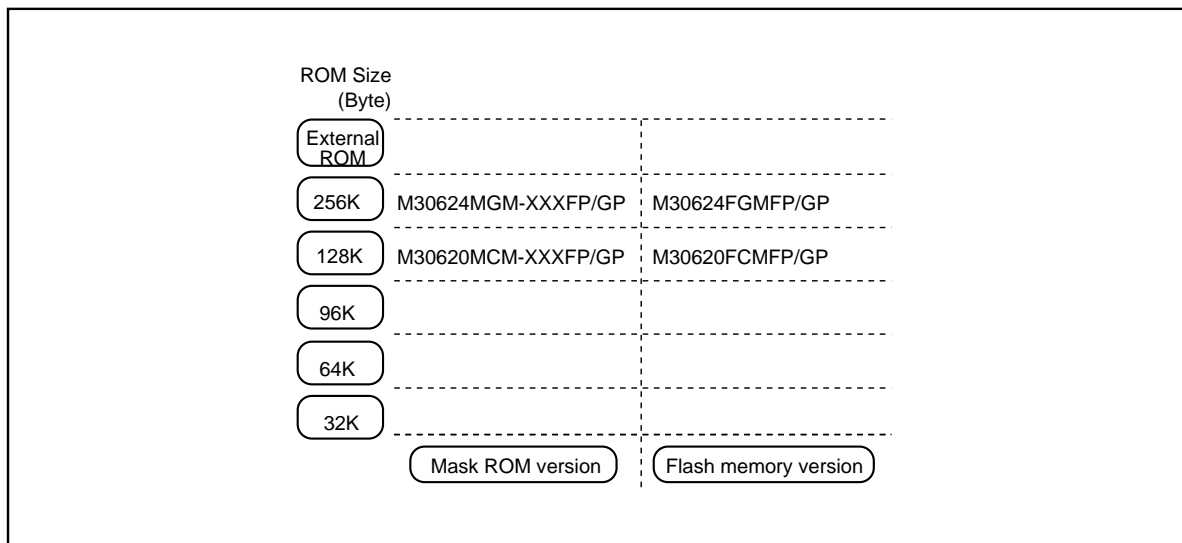 ROM Size
(Byte)
External
ROM
256K M30624MGM-XXXFP/GP M30624FGMFP/GP
128K M30620MCM-XXXFP/GP M30620FCMFP/GP
96K
64K
32K
Mask ROM version Flash memory version